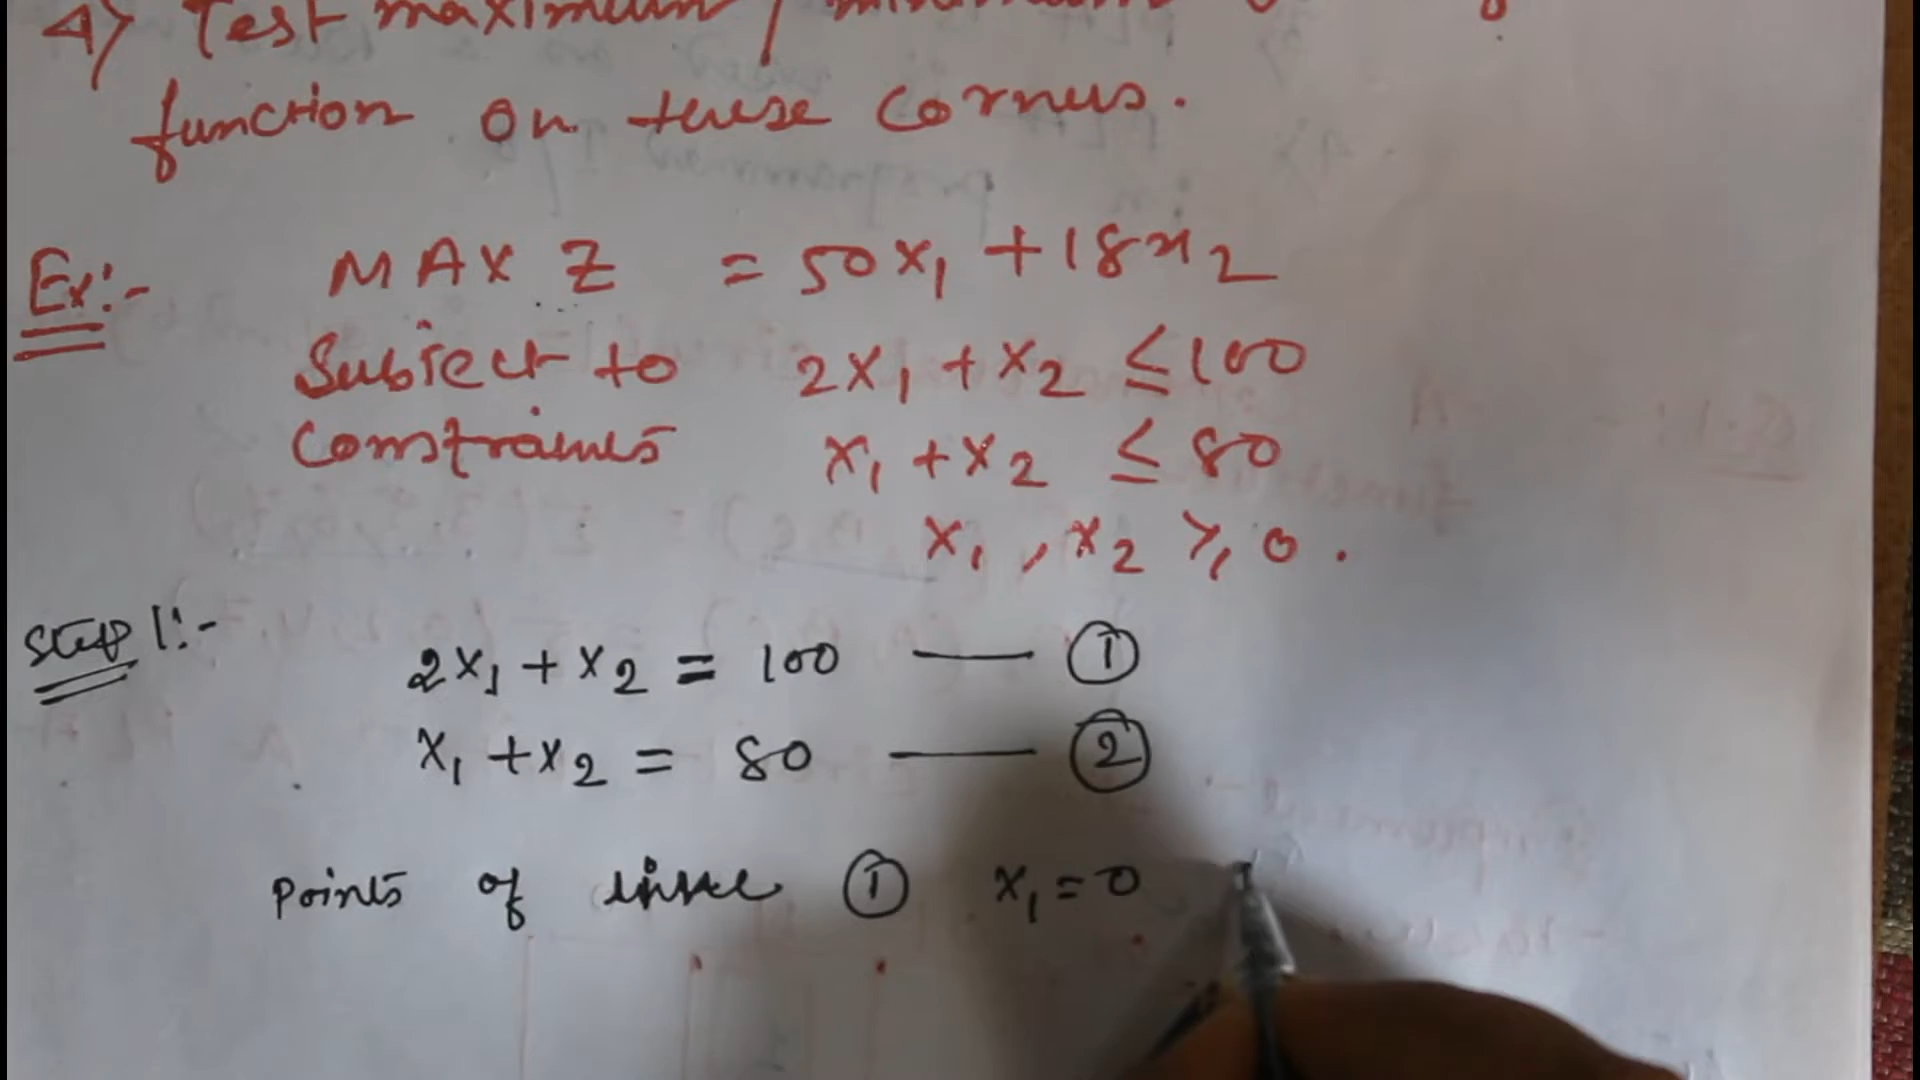 4) Test maximum / minimum
function on these corners.
Ex:- MAX Z = 50x₁ + 18x₂
Subject to 2x₁ + x₂ ≤ 100
Constraints x₁ + x₂ ≤ 80
x₁, x₂ ≥ 0.
Step 1:-
2x₁ + x₂ = 100 — ①
x₁ + x₂ = 80 — ②
Points of line ① x₁ = 0